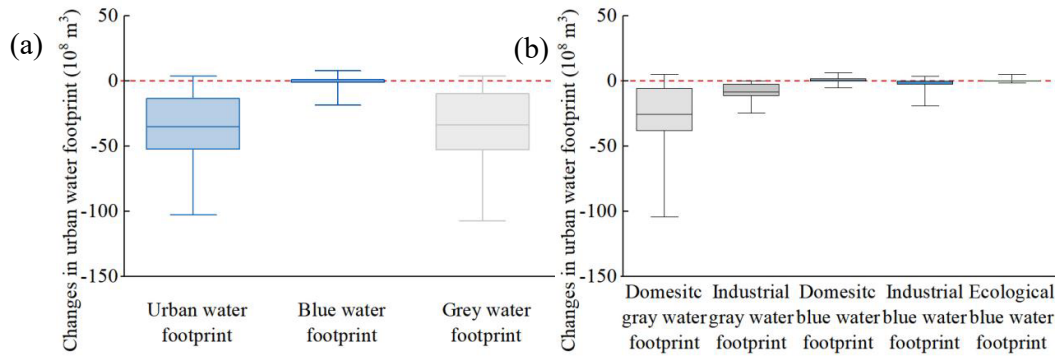 (a)
Changes in urban water footprint (10⁸ m³)
50
0
-50
-100
-150
Urban water
footprint
Blue water
footprint
Grey water
footprint
(b)
Changes in urban water footprint (10⁸ m³)
50
0
-50
-100
-150
Domesitc
gray water
footprint
Industrial
gray water
footprint
Domesitc
blue water
footprint
Industrial
blue water
footprint
Ecological
blue water
footprint